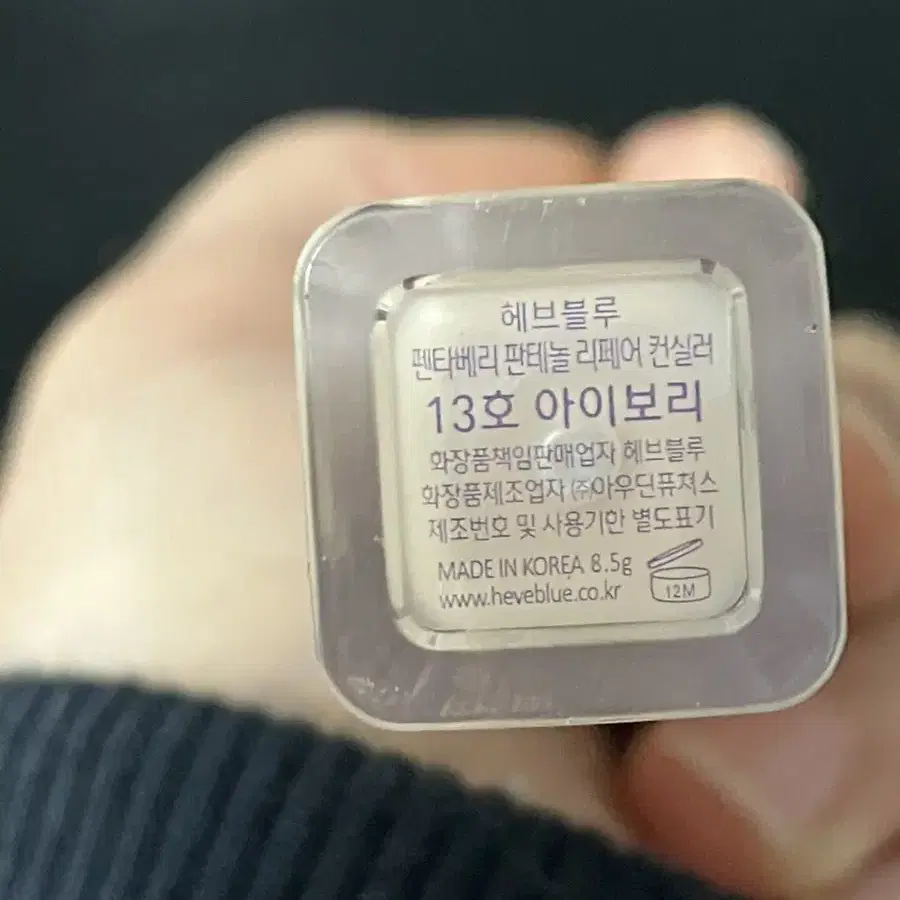 헤브블루
펜타베리 판테놀 리페어 컨실러
13호 아이보리
화장품책임판매업자 헤브블루
화장품제조업자 ㈜아우딘퓨쳐스
제조번호 및 사용기한 별도표기
MADE IN KOREA 8.5g
www.heveblue.co.kr
12M